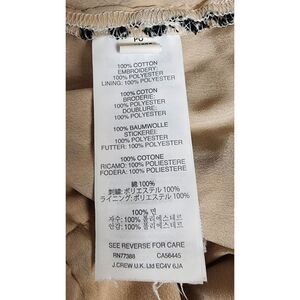 100% COTTON
EMBROIDERY:
100% POLYESTER
LINING: 100% POLYESTER
100% COTON
BRODERIE:
100% POLYESTER
DOUBLURE:
100% POLYESTER
100% BAUMWOLLE
STICKEREI:
100% POLYESTER
FUTTER: 100% POLYESTER
100% COTONE
RICAMO: 100% POLIESTERE
FODERA: 100% POLIESTERE
綿 100%
刺繍: ポリエステル 100%
ライニング: ポリエステル 100%
100% 면
자수: 100% 폴리에스테르
안감: 100% 폴리에스테르
SEE REVERSE FOR CARE
RN77388 CA56445
J.CREW U.K. Ltd EC4V 6JA